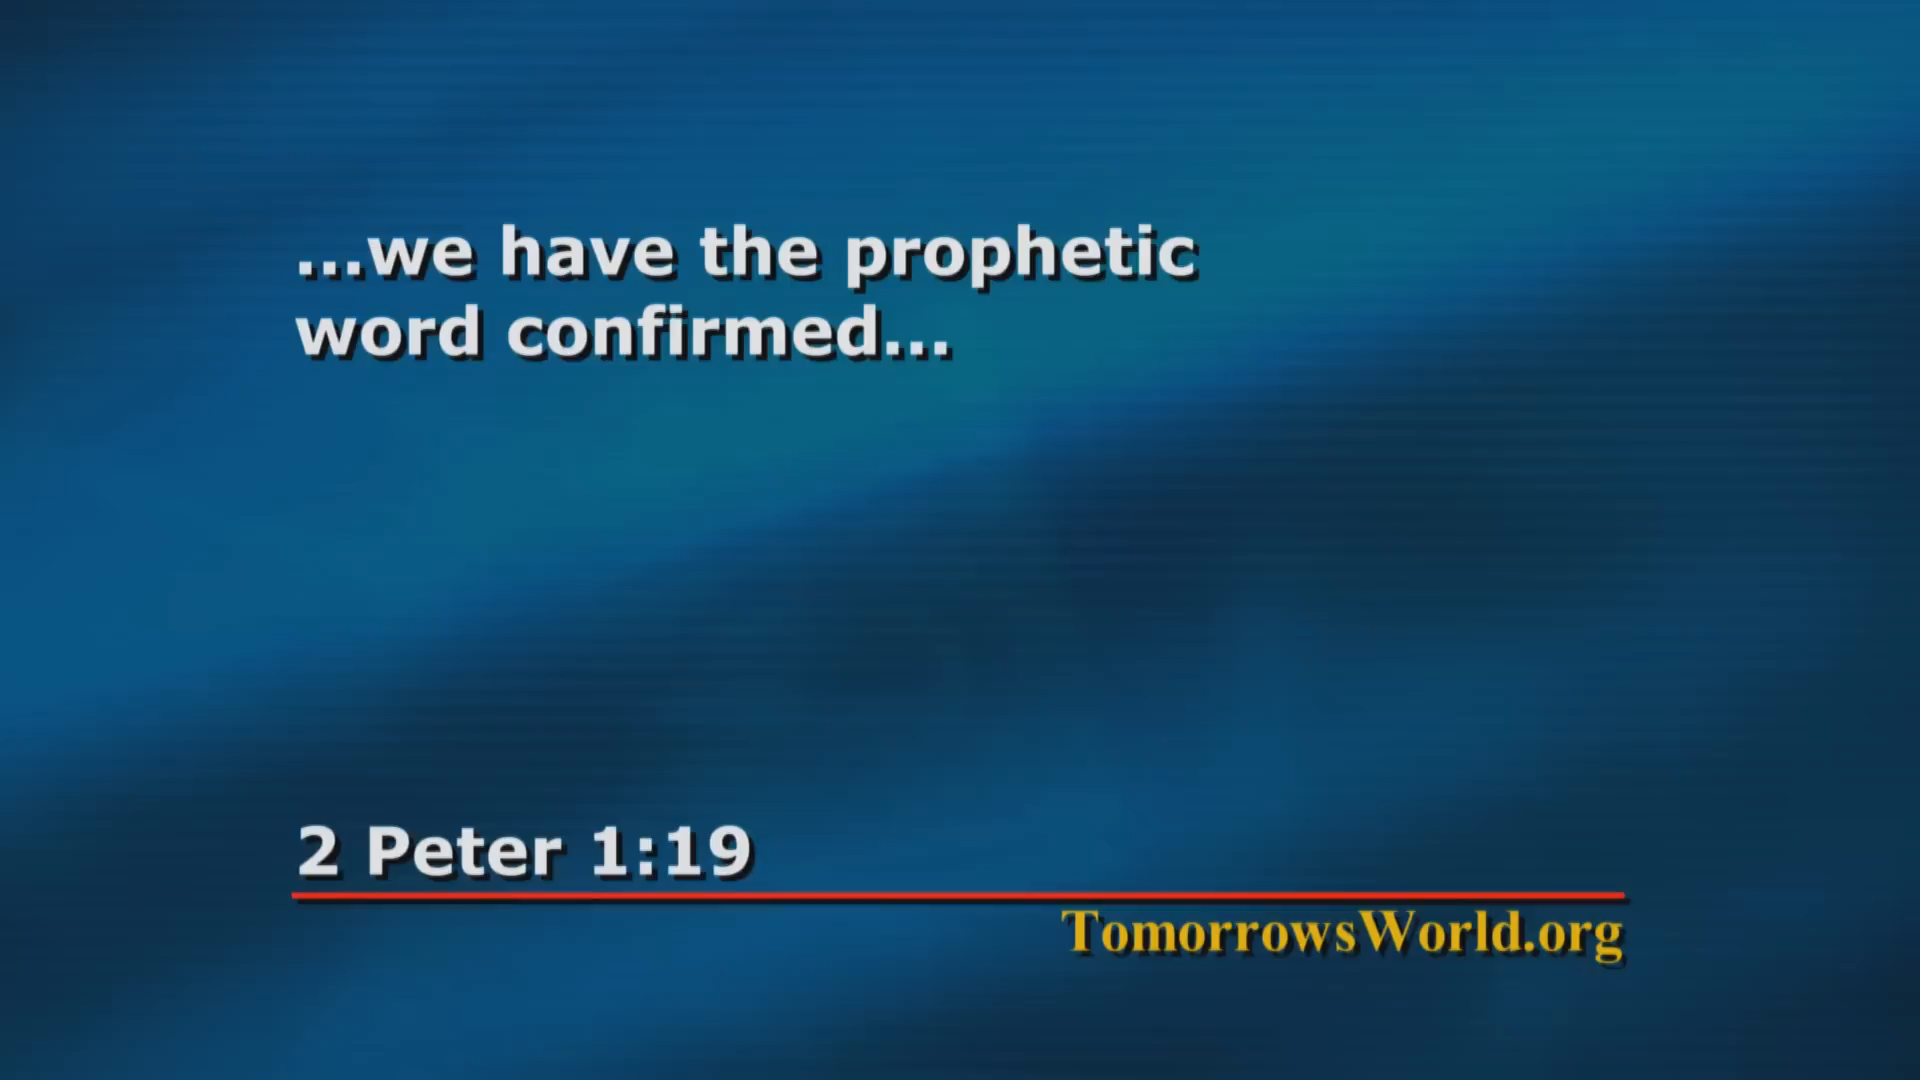 ...we have the prophetic
word confirmed...
2 Peter 1:19
TomorrowsWorld.org